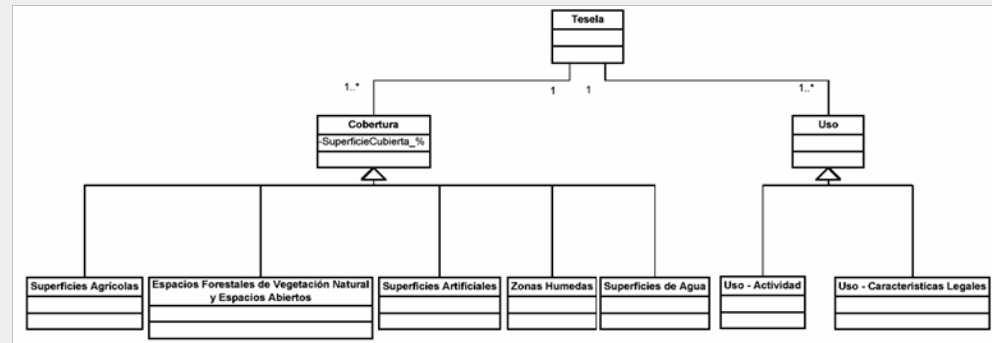 Tesela
1..*
1
1
1..*
Cobertura
-SuperficieCubierta_%
Uso
Superficies Agrícolas
Espacios Forestales de Vegetación Natural
y Espacios Abiertos
Superficies Artificiales
Zonas Humedas
Superficies de Agua
Uso - Actividad
Uso - Características Legales